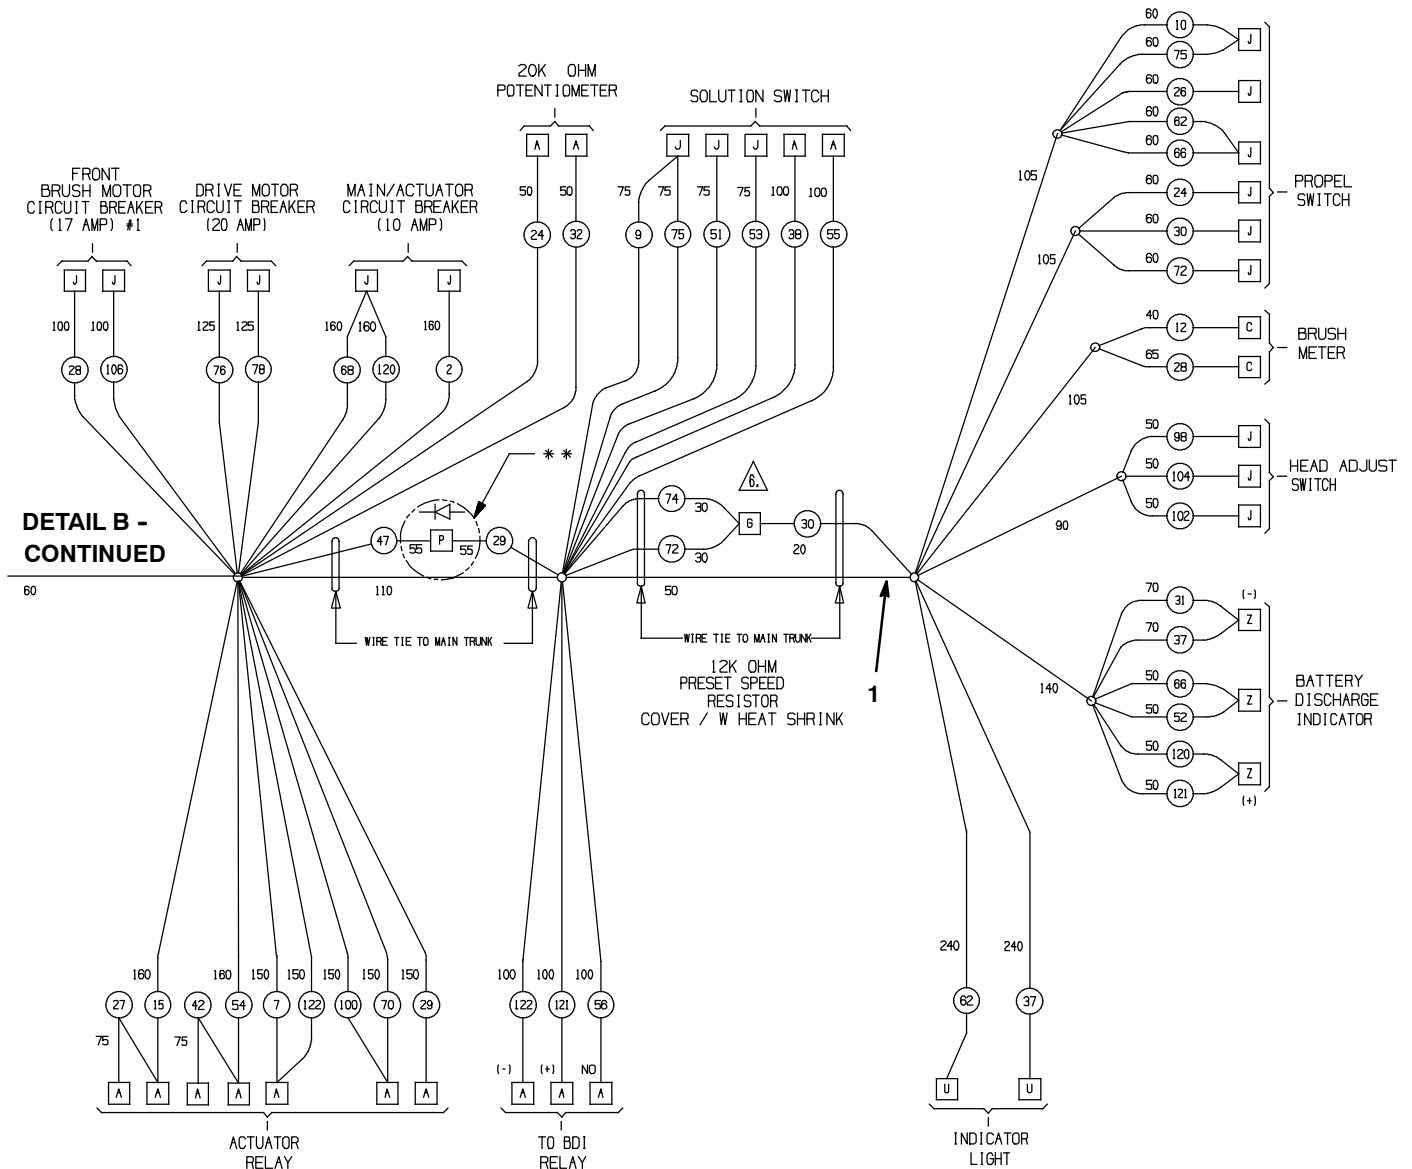 20K OHM
POTENTIOMETER
A A
50 50
24 32
SOLUTION SWITCH
J J J A A
75 75 75 75 100 100
9 75 51 53 38 55
FRONT
BRUSH MOTOR
CIRCUIT BREAKER
(17 AMP) #1
J J
100 100
28 106
DRIVE MOTOR
CIRCUIT BREAKER
(20 AMP)
J J
125 125
76 78
MAIN/ACTUATOR
CIRCUIT BREAKER
(10 AMP)
J J
160 160 160
68 120 2
60 10 J
60 75
60 26 J
60 62
60 66 J
105
60 24 J
60 30 J
60 72 J
105
PROPEL
SWITCH
40 12 C
65 28 C
105
BRUSH
METER
50 98 J
50 104 J
50 102 J
90
HEAD ADJUST
SWITCH
**
DETAIL B -
CONTINUED
60
47 55 P 55 29
110
WIRE TIE TO MAIN TRUNK
6.
74 30
72 30
G 30
20
50
WIRE TIE TO MAIN TRUNK
12K OHM
PRESET SPEED
RESISTOR
COVER / W HEAT SHRINK
1
70 31 (-)
Z
70 37
50 66
Z
50 52
50 120
Z
50 121 (+)
140
BATTERY
DISCHARGE
INDICATOR
160 160 150 150 150 150 150
27 15 42 54 7 122 100 70 29
75 75
A A A A A A A
ACTUATOR
RELAY
100 100 100
122 121 56
(-) (+) NO
A A A
TO BDI
RELAY
240 240
62 37
U U
INDICATOR
LIGHT